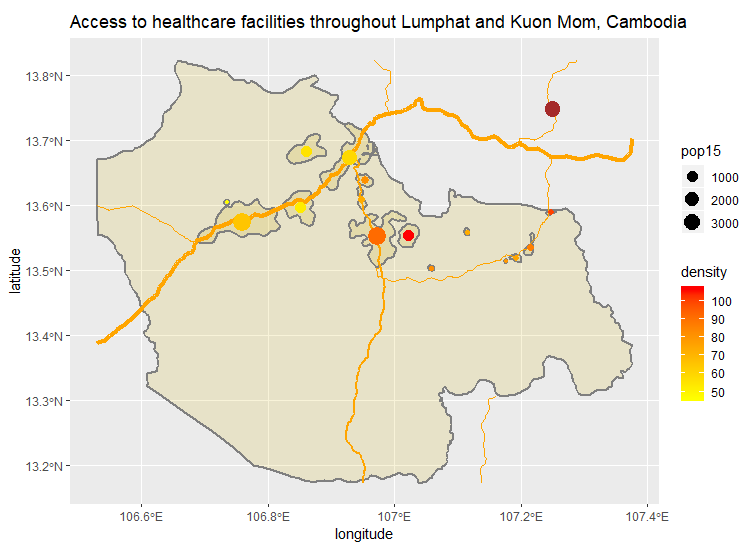 Access to healthcare facilities throughout Lumphat and Kuon Mom, Cambodia
13.8°N
13.7°N
13.6°N
13.5°N
13.4°N
13.3°N
13.2°N
latitude
106.6°E
106.8°E
107°E
107.2°E
107.4°E
longitude
pop15
1000
2000
3000
density
100
90
80
70
60
50